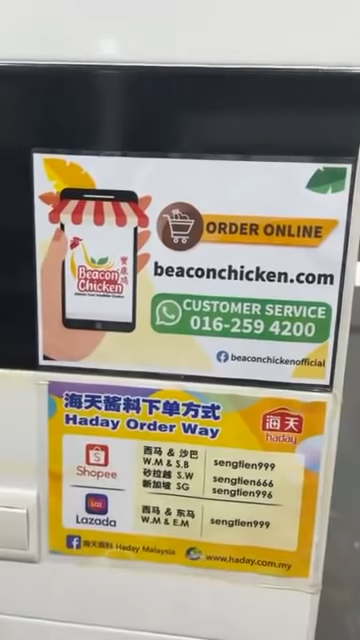 ORDER ONLINE
Beacon
Chicken
寶康鸡
beaconchicken.com
CUSTOMER SERVICE
016-259 4200
beaconchickenofficial
海天酱料下单方式
Haday Order Way
海天
haday
Shopee
西马 & 沙巴
W.M & S.B
sengtien999
砂拉越 S.W
sengtien666
新加坡 SG
sengtien996
Lazada
西马 & 东马
W.M & E.M
sengtien999
海天酱料 Haday Malaysia
www.haday.com.my